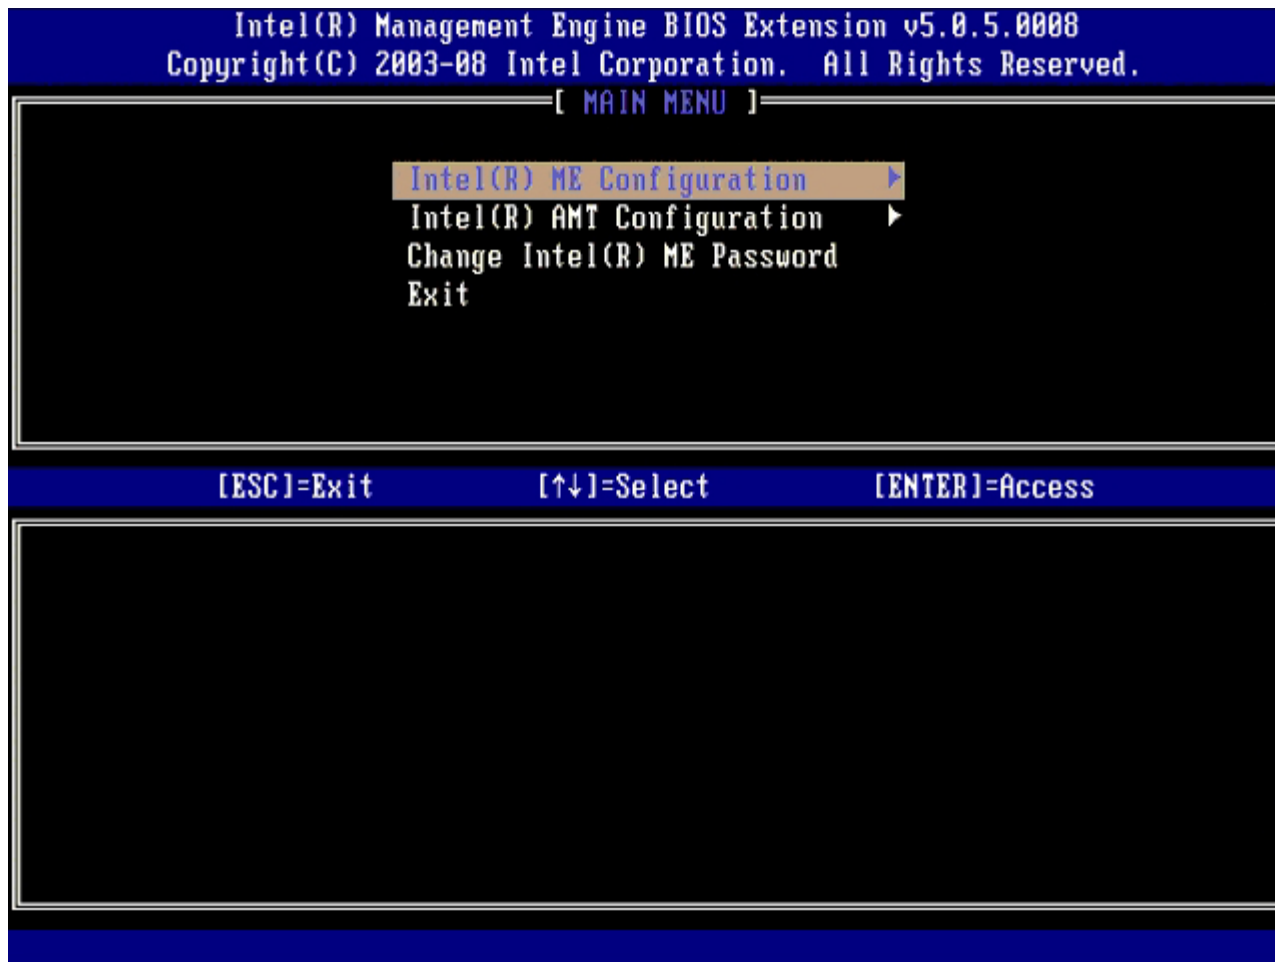 Intel(R) Management Engine BIOS Extension v5.0.5.0008
Copyright(C) 2003-08 Intel Corporation. All Rights Reserved.
[ MAIN MENU ]
Intel(R) ME Configuration ►
Intel(R) AMT Configuration ►
Change Intel(R) ME Password
Exit
[ESC]=Exit [↑↓]=Select [ENTER]=Access